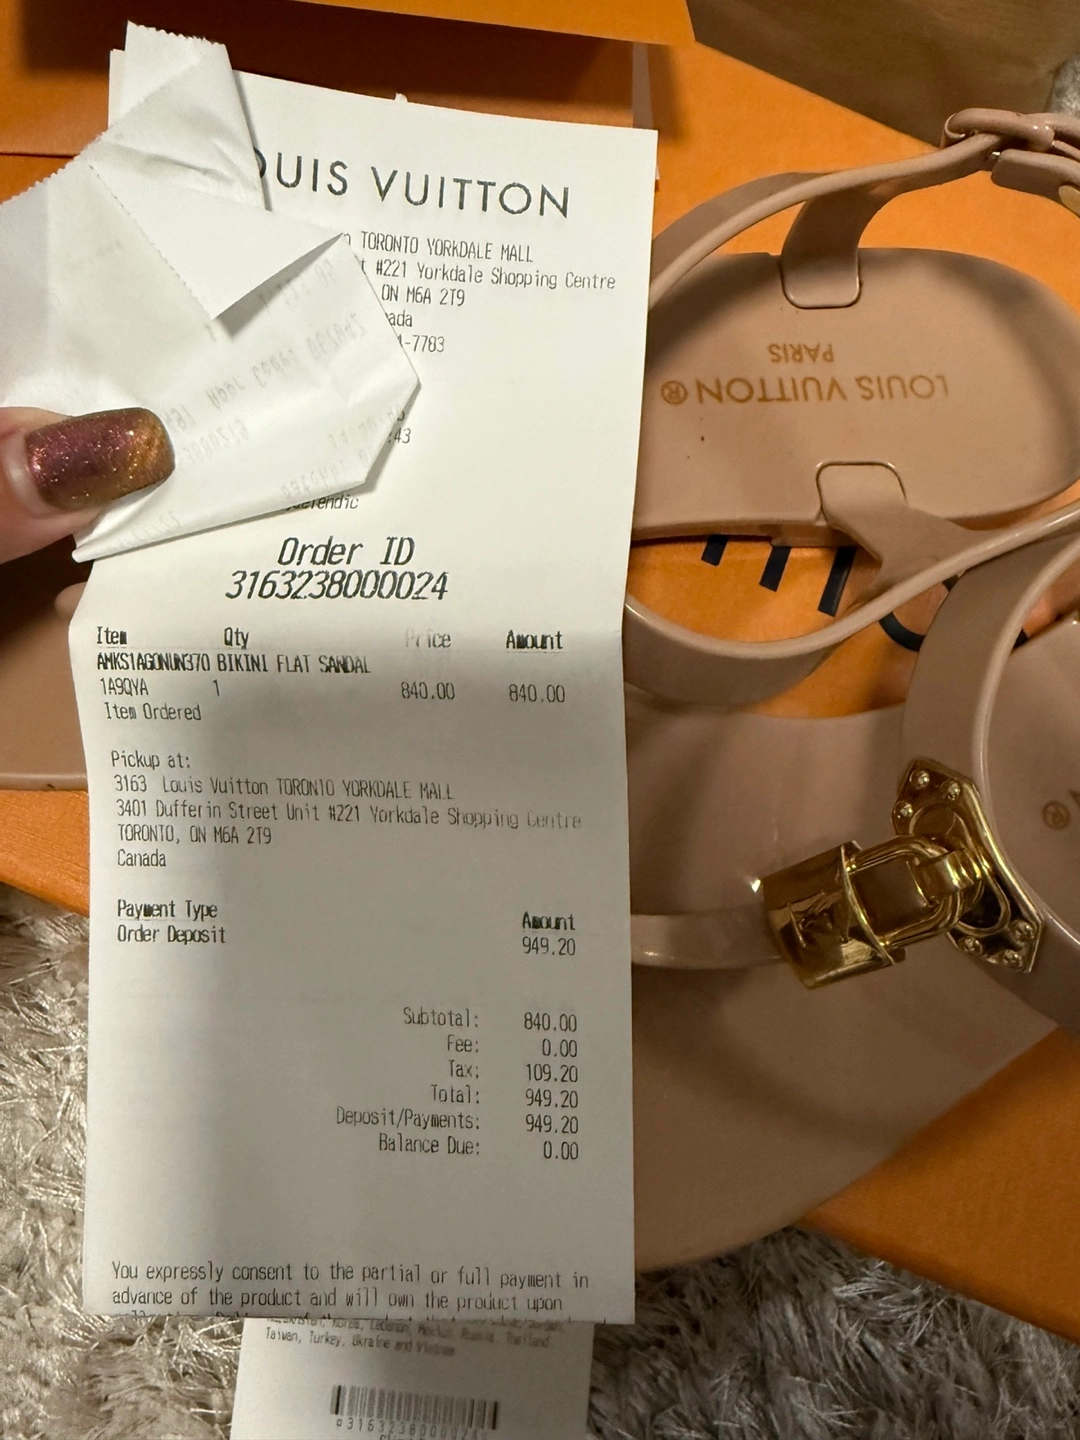 OUIS VUITTON
TORONTO YORKDALE MALL
#221 Yorkdale Shopping Centre
ON M6A 2T9
-7783
:43
Order ID
3163238000024
Item Qty Price Amount
AMKS1AGONUN370 BIKINI FLAT SANDAL
1A9QYA 1 840.00 840.00
Item Ordered
Pickup at:
3163 Louis Vuitton TORONTO YORKDALE MALL
3401 Dufferin Street Unit #221 Yorkdale Shopping Centre
TORONTO, ON M6A 2T9
Canada
Payment Type Amount
Order Deposit 949.20
Subtotal: 840.00
Fee: 0.00
Tax: 109.20
Total: 949.20
Deposit/Payments: 949.20
Balance Due: 0.00
You expressly consent to the partial or full payment in
advance of the product and will own the product upon
Taiwan, Turkey, Ukraine and Vietnam
3163238000024
LOUIS VUITTON®
PARIS
®